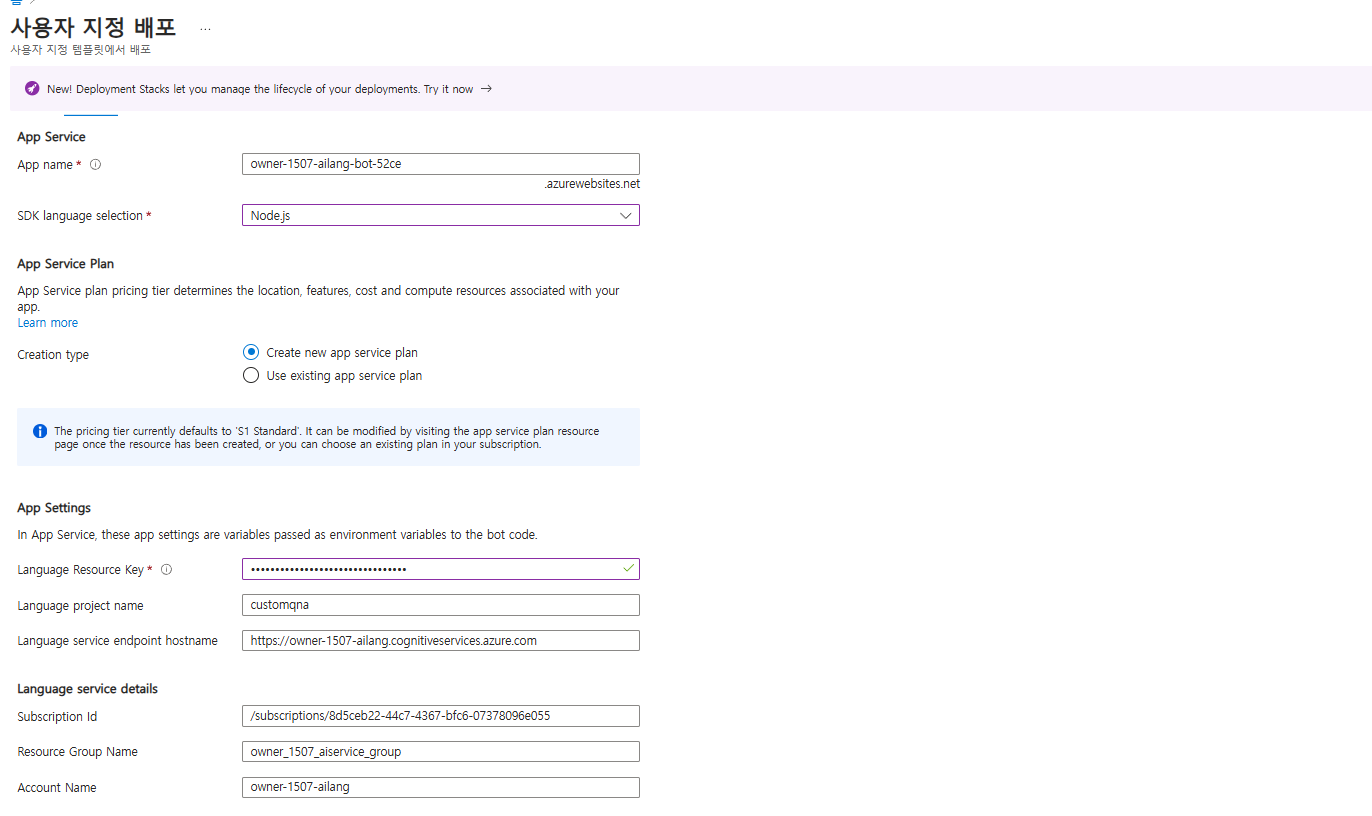 홈 >
사용자 지정 배포 ...
사용자 지정 템플릿에서 배포
New! Deployment Stacks let you manage the lifecycle of your deployments. Try it now →
App Service
App name *
owner-1507-ailang-bot-52ce
.azurewebsites.net
SDK language selection *
Node.js
App Service Plan
App Service plan pricing tier determines the location, features, cost and compute resources associated with your
app.
Learn more
Creation type
Create new app service plan
Use existing app service plan
The pricing tier currently defaults to 'S1 Standard'. It can be modified by visiting the app service plan resource
page once the resource has been created, or you can choose an existing plan in your subscription.
App Settings
In App Service, these app settings are variables passed as environment variables to the bot code.
Language Resource Key *
••••••••••••••••••••••••••••••••
Language project name
customqna
Language service endpoint hostname
https://owner-1507-ailang.cognitiveservices.azure.com
Language service details
Subscription Id
/subscriptions/8d5ceb22-44c7-4367-bfc6-07378096e055
Resource Group Name
owner_1507_aiservice_group
Account Name
owner-1507-ailang